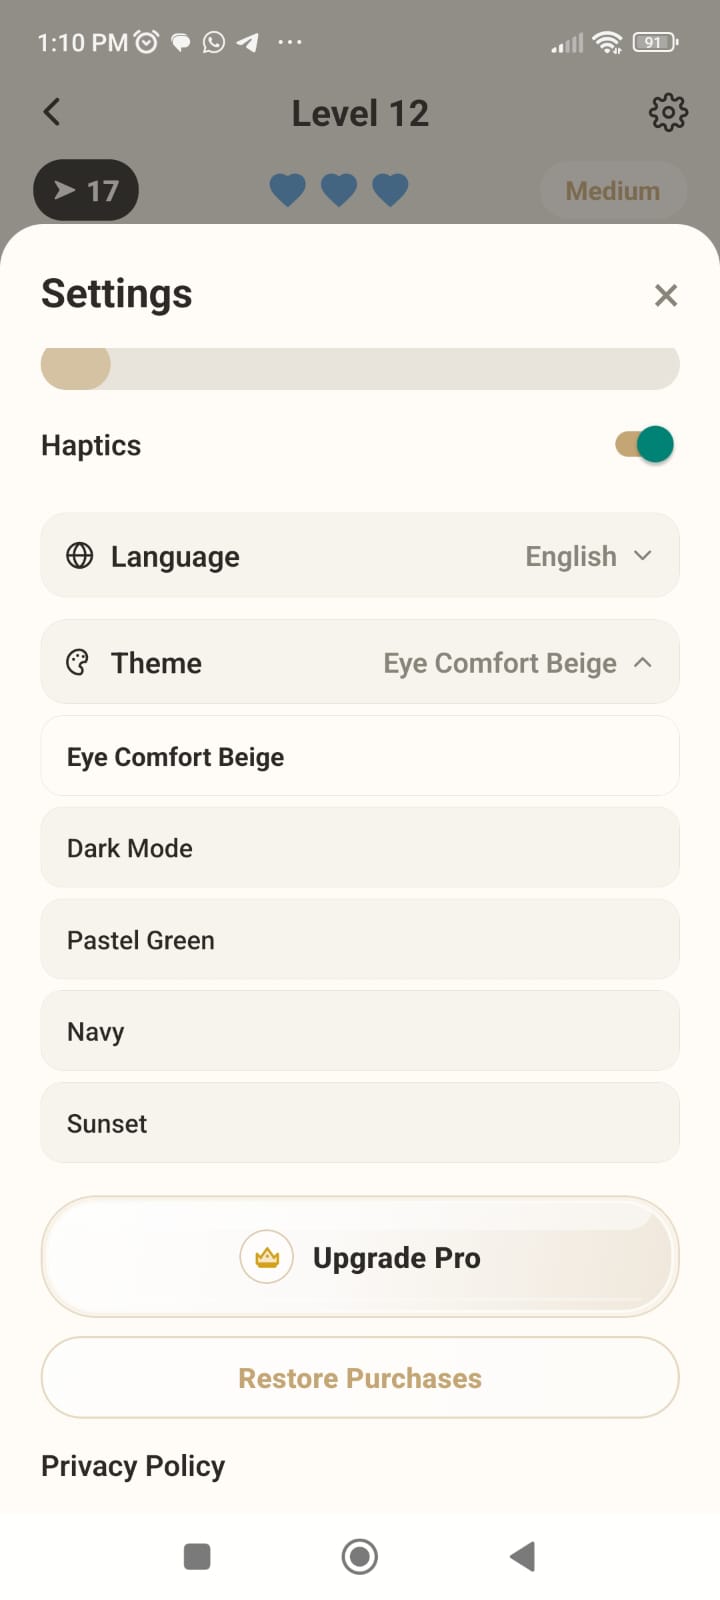 1:10 PM
91
Level 12
17
Medium
Settings
Haptics
Language English
Theme Eye Comfort Beige
Eye Comfort Beige
Dark Mode
Pastel Green
Navy
Sunset
Upgrade Pro
Restore Purchases
Privacy Policy